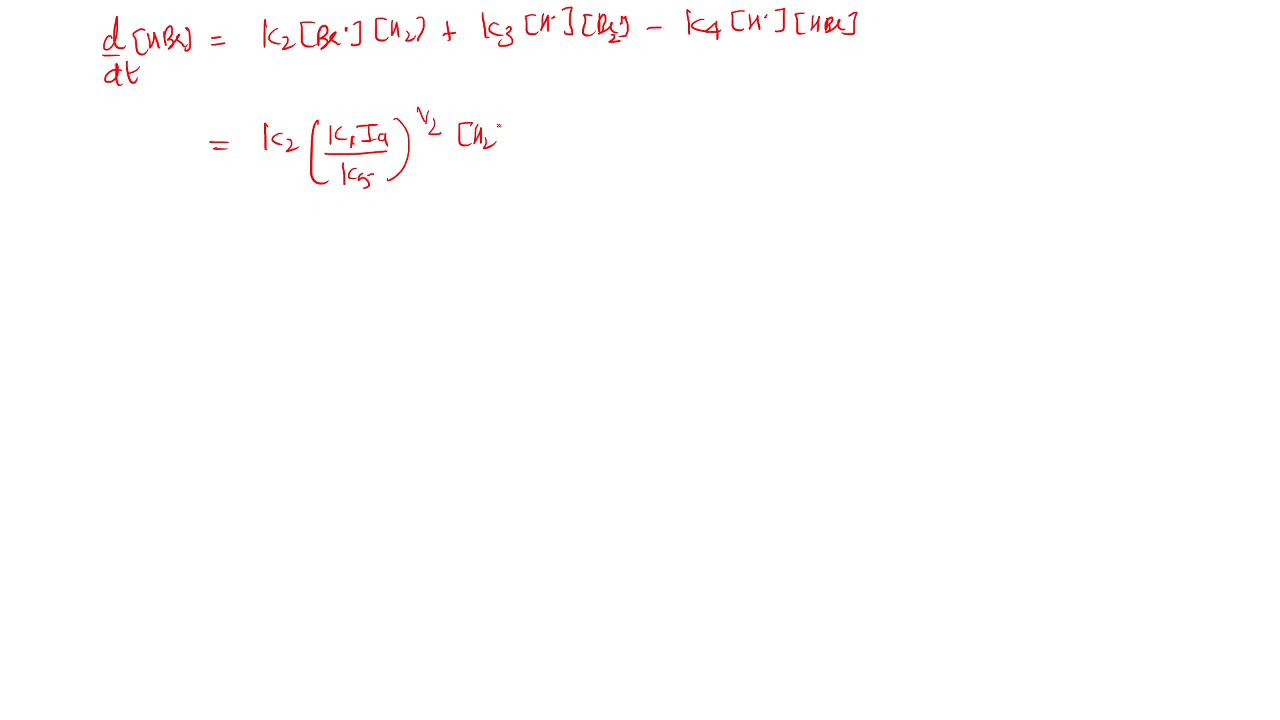 d/dt [HBr] = k2 [Br·] [H2] + k3 [H·] [Br2] − k4 [H·] [HBr]
= k2 (k1 Ia / k5)^1/2 [H2